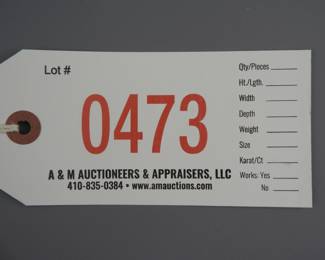 Lot #
0473
A & M AUCTIONEERS & APPRAISERS, LLC
410-835-0384 • www.amauctions.com
Qty/Pieces
Ht./Lgth.
Width
Depth
Weight
Size
Karat/Ct
Works: Yes
No